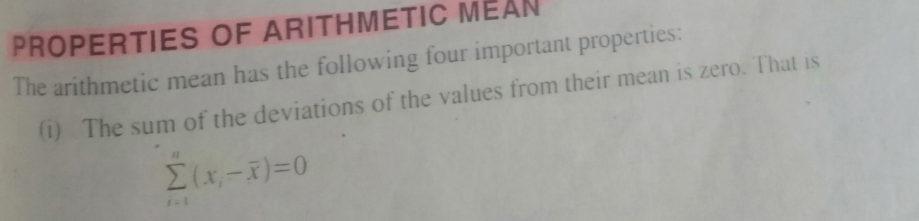 PROPERTIES OF ARITHMETIC MEAN
The arithmetic mean has the following four important properties:
(i) The sum of the deviations of the values from their mean is zero. That is
n
∑(xᵢ−x̄)=0
i=1